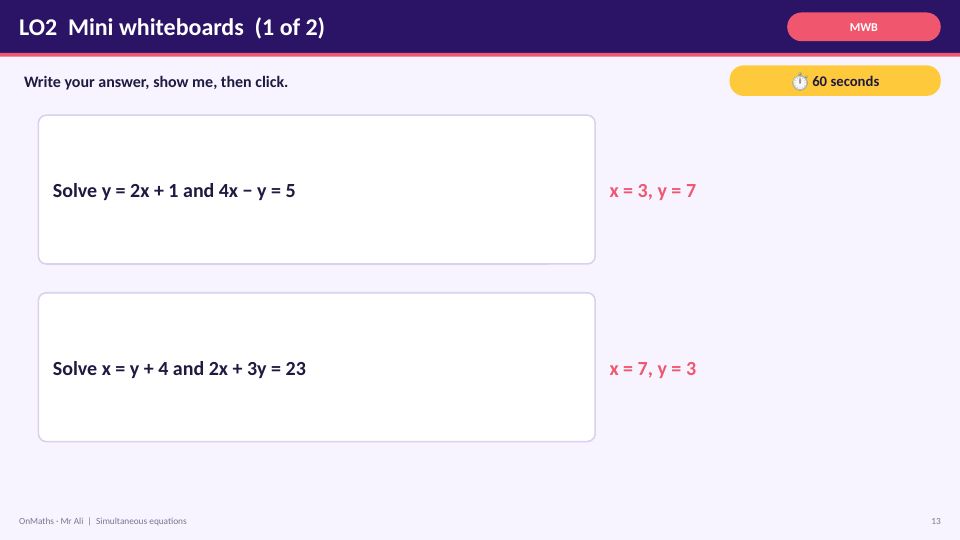 LO2  Mini whiteboards  (1 of 2)
MWB
Write your answer, show me, then click.
⏱ 60 seconds
Solve y = 2x + 1 and 4x − y = 5
x = 3, y = 7
Solve x = y + 4 and 2x + 3y = 23
x = 7, y = 3
OnMaths · Mr Ali  |  Simultaneous equations
13